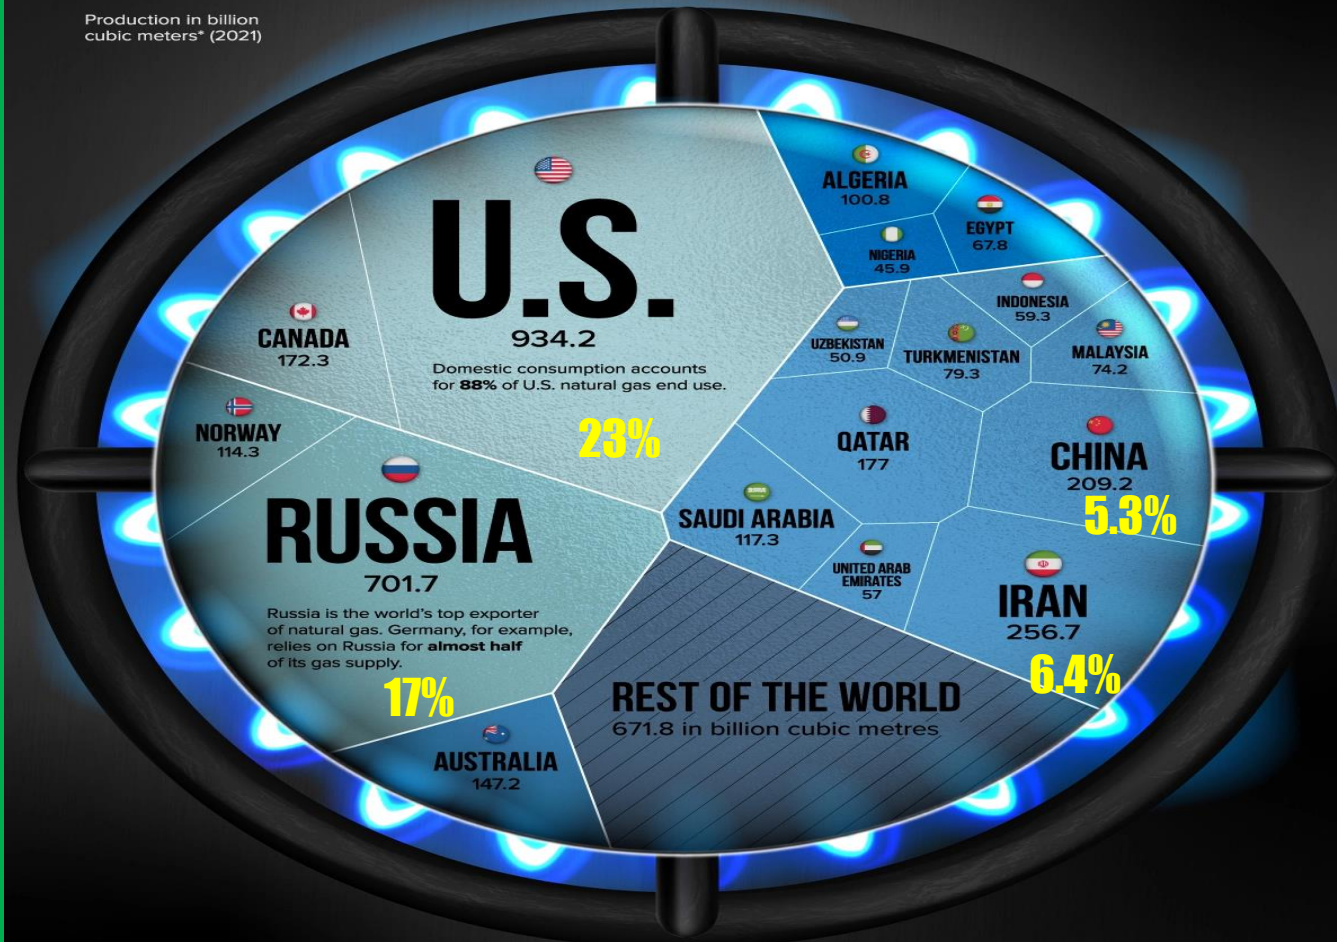 Production in billion
cubic meters* (2021)
U.S.
934.2
Domestic consumption accounts
for 88% of U.S. natural gas end use.
23%
CANADA
172.3
ALGERIA
100.8
EGYPT
67.8
NIGERIA
45.9
INDONESIA
59.3
UZBEKISTAN
50.9
TURKMENISTAN
79.3
MALAYSIA
74.2
NORWAY
114.3
QATAR
177
CHINA
209.2
5.3%
RUSSIA
701.7
Russia is the world's top exporter
of natural gas. Germany, for example,
relies on Russia for almost half
of its gas supply.
17%
SAUDI ARABIA
117.3
UNITED ARAB
EMIRATES
57
IRAN
256.7
6.4%
REST OF THE WORLD
671.8 in billion cubic metres
AUSTRALIA
147.2